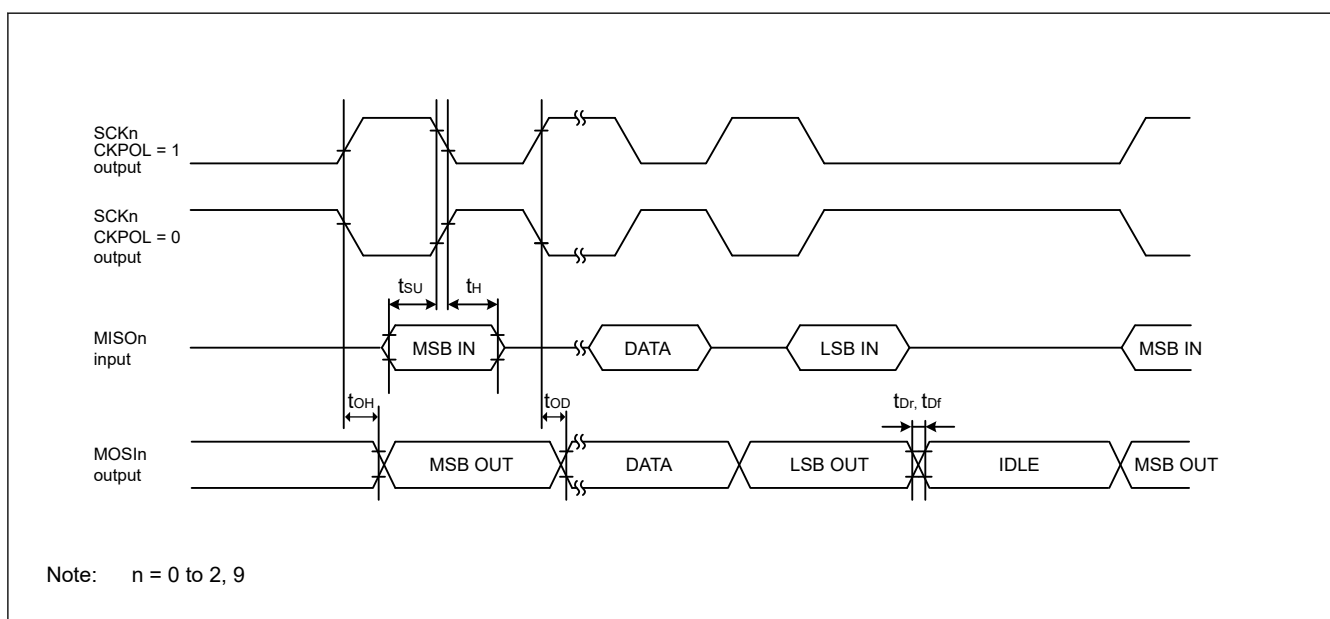 SCKn
CKPOL = 1
output
SCKn
CKPOL = 0
output
tSU
tH
MISOn
input
MSB IN
DATA
LSB IN
MSB IN
tOH
tOD
tDr, tDf
MOSIn
output
MSB OUT
DATA
LSB OUT
IDLE
MSB OUT
Note: n = 0 to 2, 9